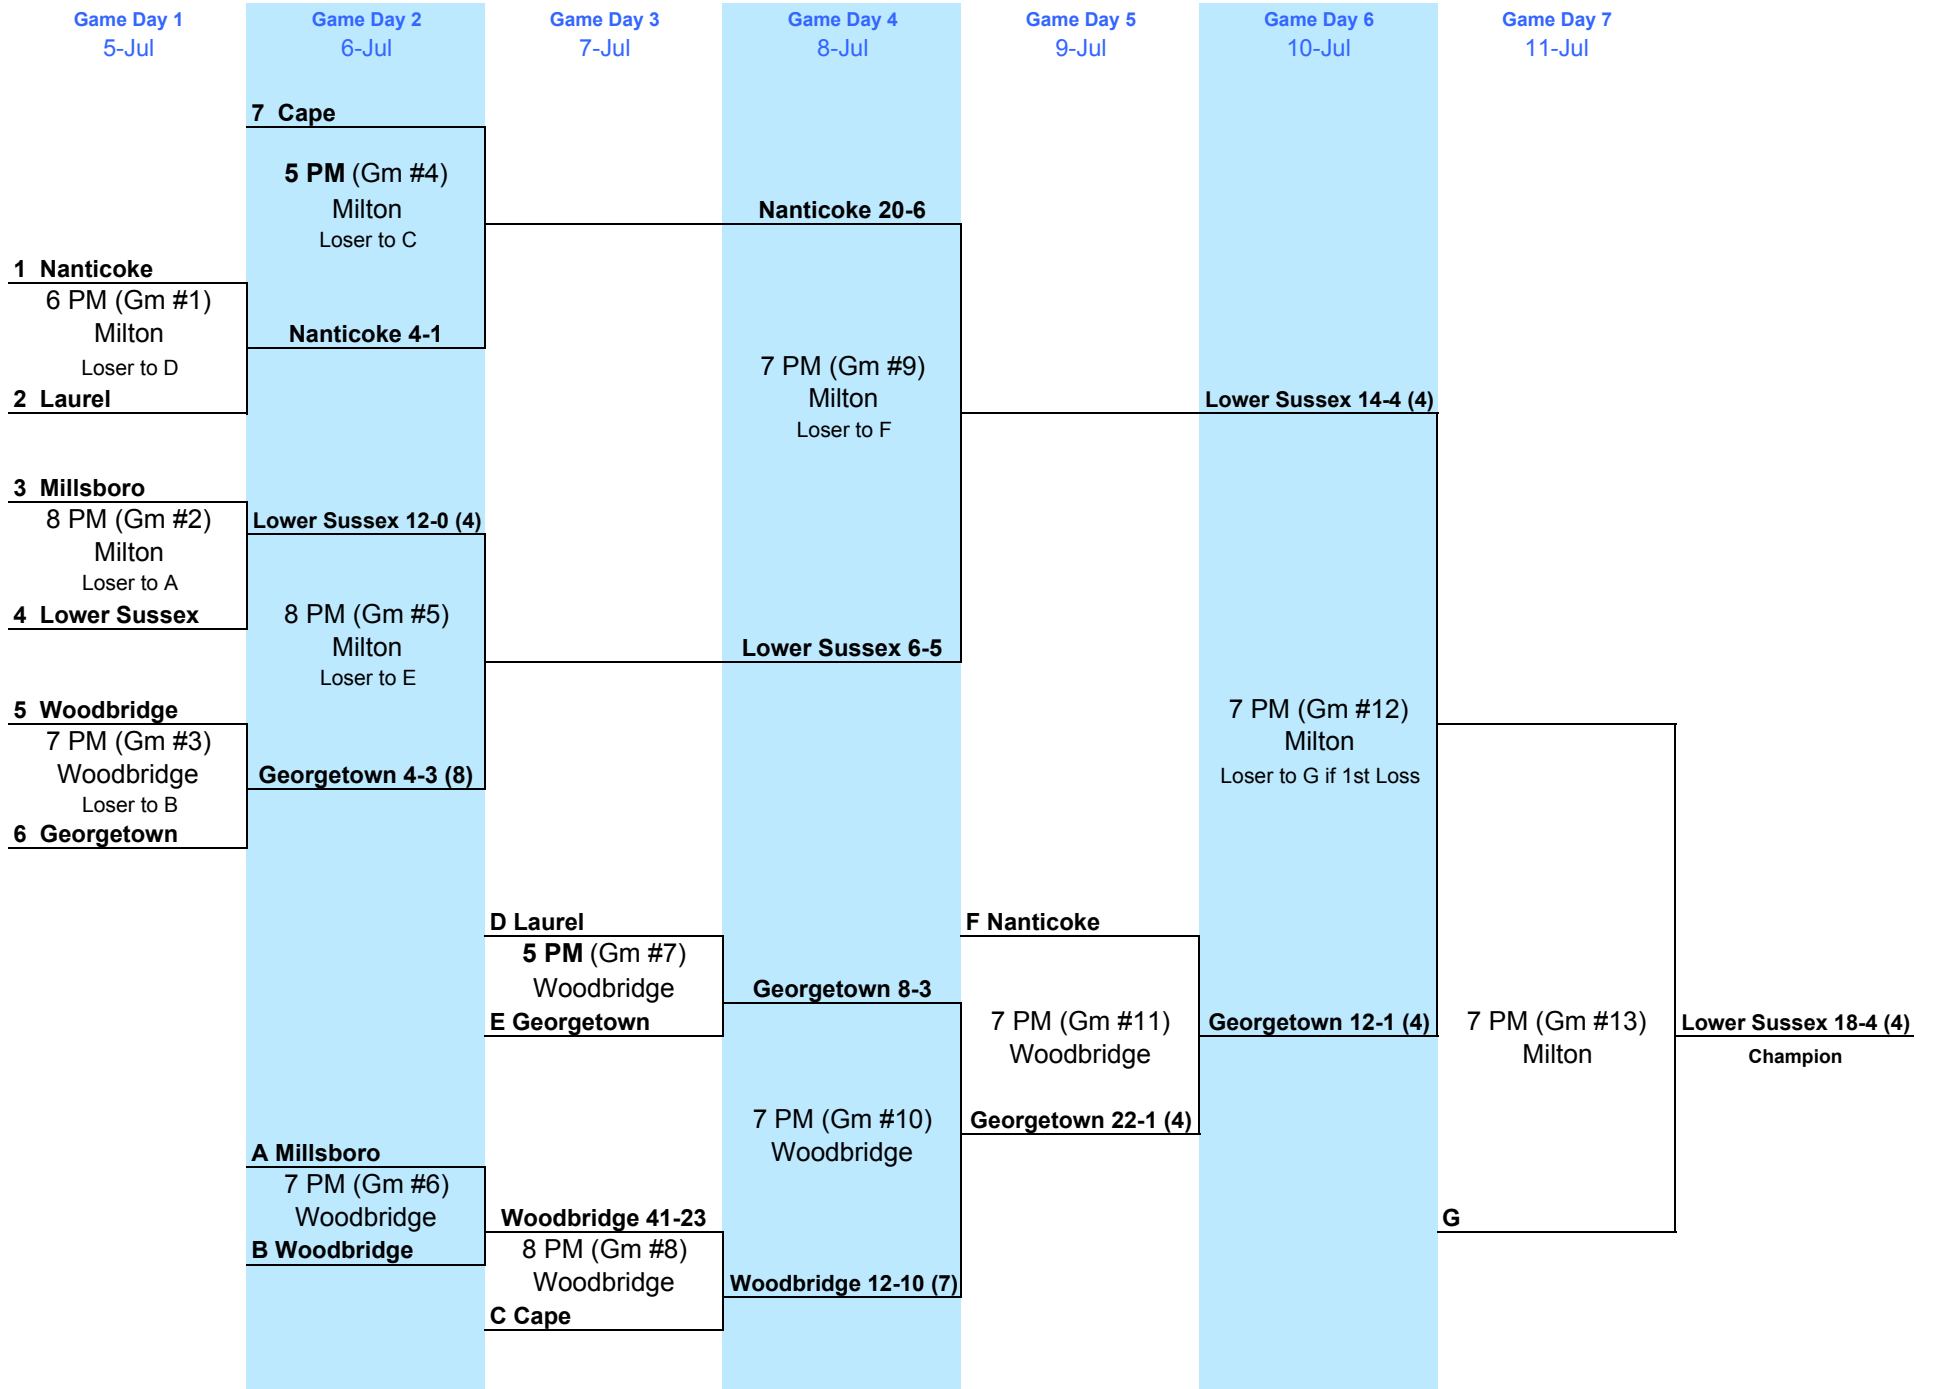 Game Day 1
5-Jul
Game Day 2
6-Jul
Game Day 3
7-Jul
Game Day 4
8-Jul
Game Day 5
9-Jul
Game Day 6
10-Jul
Game Day 7
11-Jul
1 Nanticoke
6 PM (Gm #1)
Milton
Loser to D
2 Laurel
3 Millsboro
8 PM (Gm #2)
Milton
Loser to A
4 Lower Sussex
5 Woodbridge
7 PM (Gm #3)
Woodbridge
Loser to B
6 Georgetown
7 Cape
5 PM (Gm #4)
Milton
Loser to C
Nanticoke 4-1
Lower Sussex 12-0 (4)
8 PM (Gm #5)
Milton
Loser to E
Georgetown 4-3 (8)
A Millsboro
7 PM (Gm #6)
Woodbridge
B Woodbridge
D Laurel
5 PM (Gm #7)
Woodbridge
E Georgetown
Woodbridge 41-23
8 PM (Gm #8)
Woodbridge
C Cape
Nanticoke 20-6
7 PM (Gm #9)
Milton
Loser to F
Lower Sussex 6-5
Georgetown 8-3
7 PM (Gm #10)
Woodbridge
Woodbridge 12-10 (7)
F Nanticoke
7 PM (Gm #11)
Woodbridge
Georgetown 22-1 (4)
Lower Sussex 14-4 (4)
7 PM (Gm #12)
Milton
Loser to G if 1st Loss
Georgetown 12-1 (4)
7 PM (Gm #13)
Milton
G
Lower Sussex 18-4 (4)
Champion